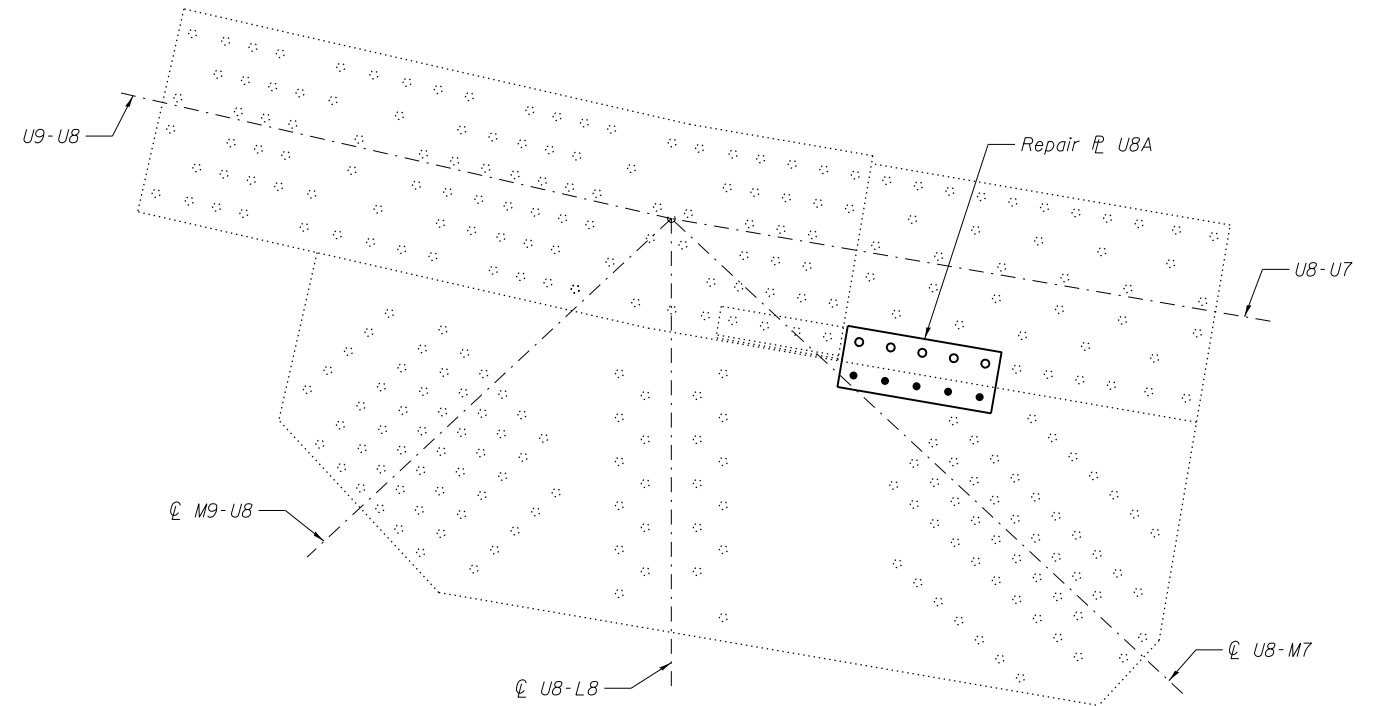 U9-U8
Repair ⅊ U8A
U8-U7
℄ M9-U8
℄ U8-M7
℄ U8-L8